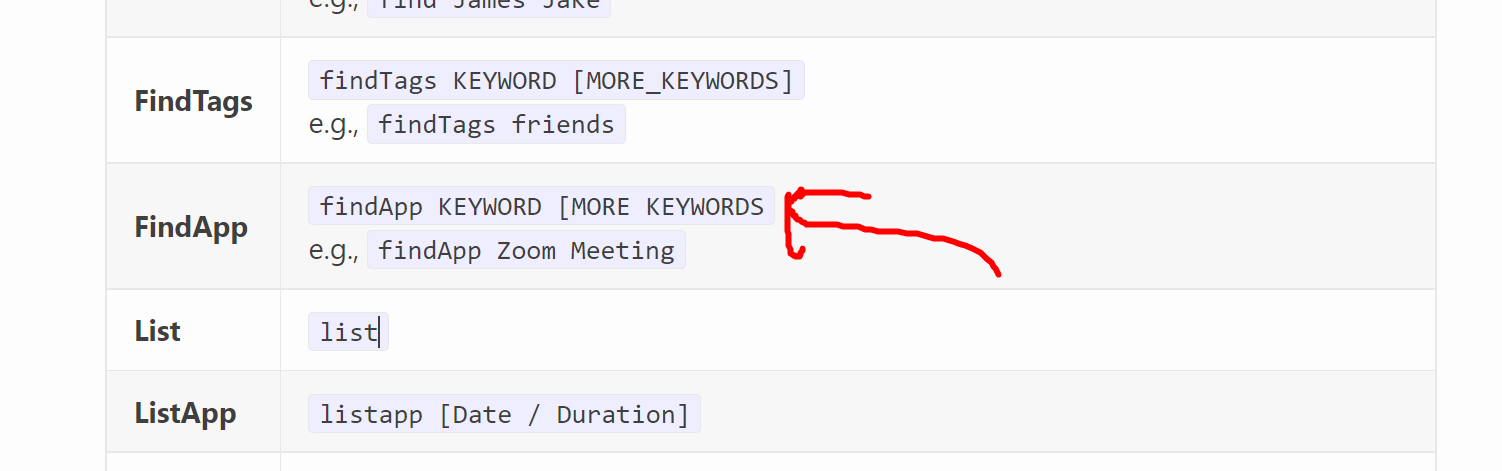 e.g., find James Jake
FindTags
findTags KEYWORD [MORE_KEYWORDS]
e.g., findTags friends
FindApp
findApp KEYWORD [MORE KEYWORDS
e.g., findApp Zoom Meeting
List
list
ListApp
listapp [Date / Duration]